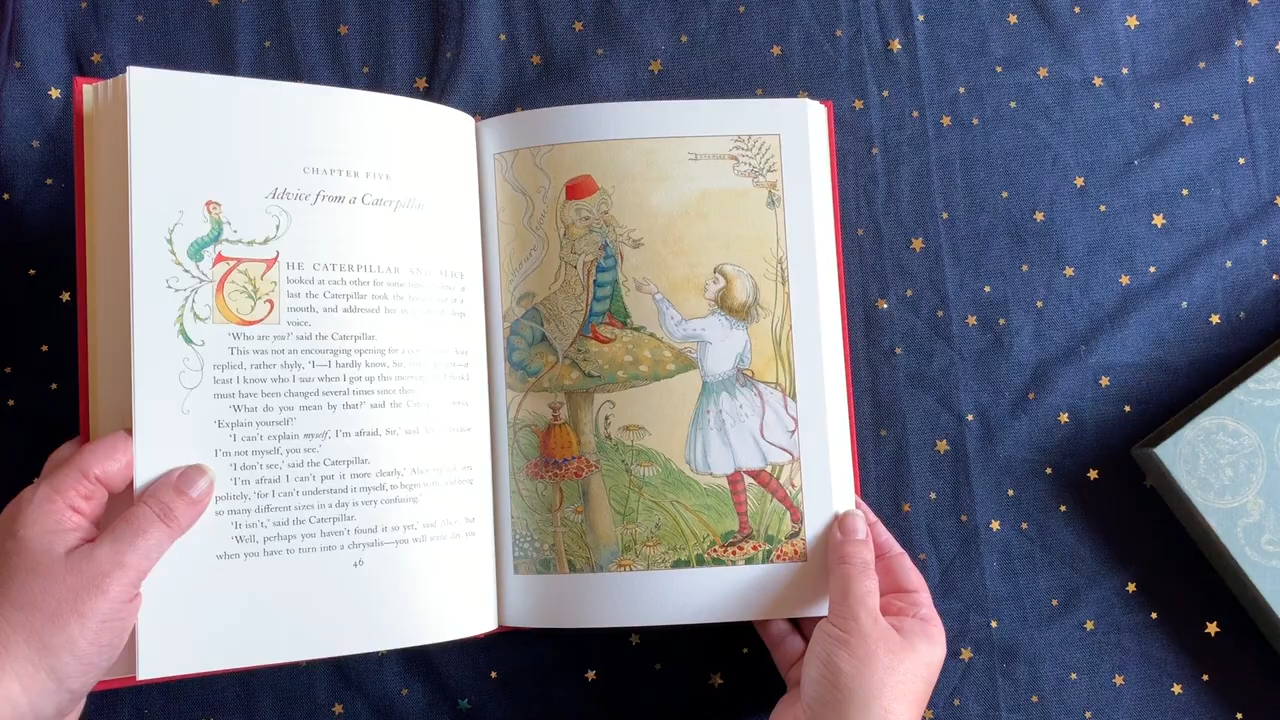 CHAPTER FIVE
Advice from a Caterpillar
THE CATERPILLAR AND ALICE
looked at each other for some
last the Caterpillar took the
mouth, and addressed her
voice.
‘Who are you?’ said the Caterpillar.
This was not an encouraging opening for a
replied, rather shyly, ‘I—I hardly know, Sir,
least I know who I was when I got up this I think I
must have been changed several times since then
‘What do you mean by that?’ said the
‘Explain yourself!’
‘I can’t explain myself, I’m afraid, Sir,’ said Alice, because
I’m not myself, you see.’
‘I don’t see,’ said the Caterpillar.
‘I’m afraid I can’t put it more clearly,’ Alice
politely, ‘for I can’t understand it myself, to begin with, and being
so many different sizes in a day is very confusing.’
‘It isn’t,’ said the Caterpillar.
‘Well, perhaps you haven’t found it so yet,’ said Alice, ‘but
when you have to turn into a chrysalis—you will some day, you
46